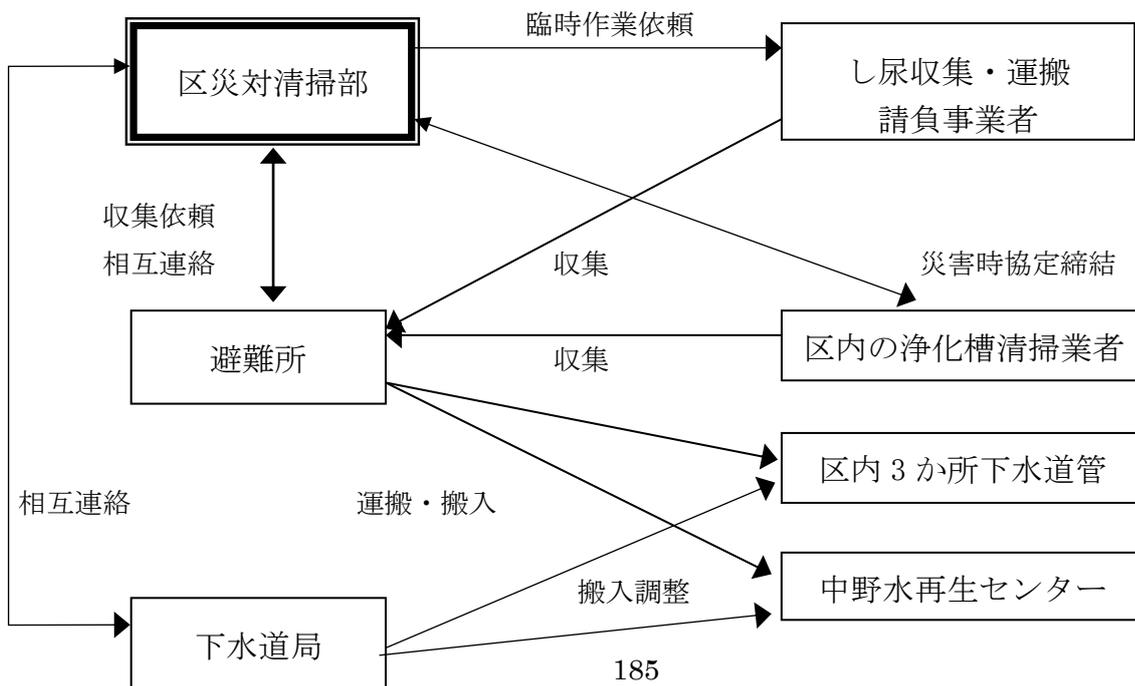 臨時作業依頼
区災対清掃部
し尿収集・運搬
請負事業者
収集依頼
相互連絡
収集
災害時協定締結
避難所
収集
区内の浄化槽清掃業者
区内3か所下水道管
相互連絡
運搬・搬入
搬入調整
中野水再生センター
下水道局
185